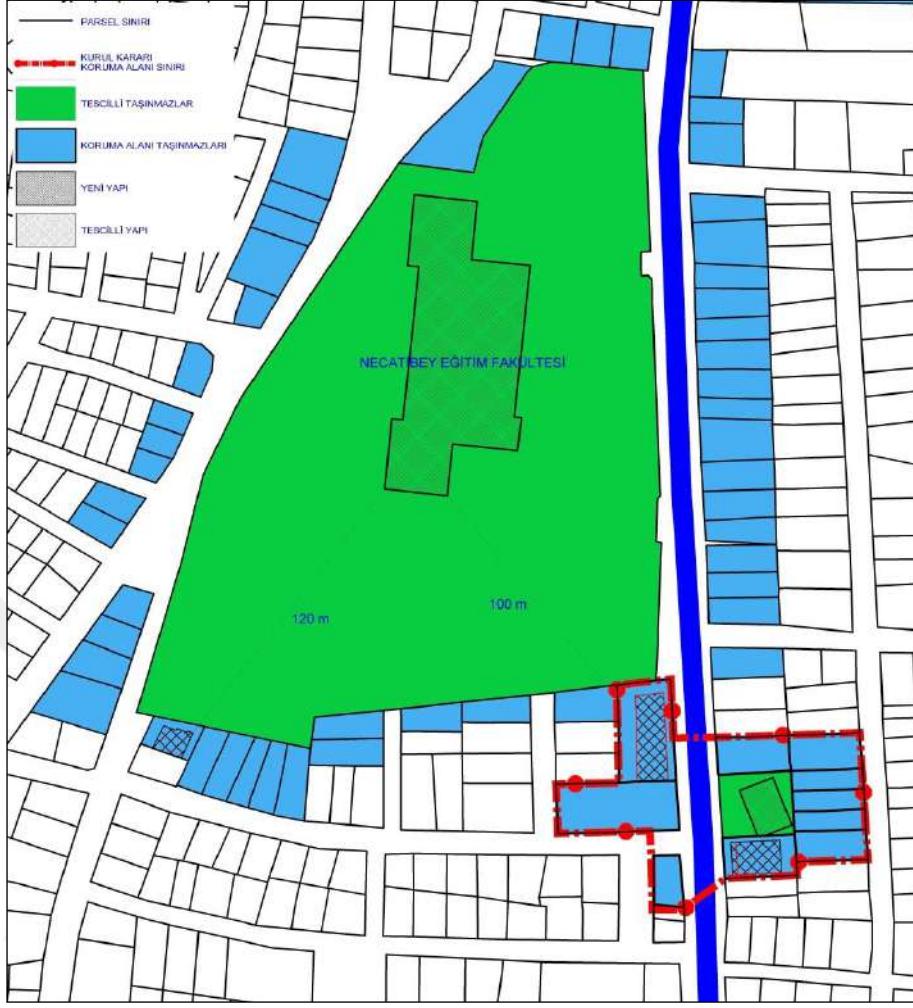 PARSEL SINIRI
KURUL KARARI
KORUMA ALANI SINIRI
TESCİLLİ TAŞINMAZLAR
KORUMA ALANI TAŞINMAZLARI
YENİ YAPI
TESCİLLİ YAPI
NECATİBEY EĞİTİM FAKÜLTESİ
120 m
100 m